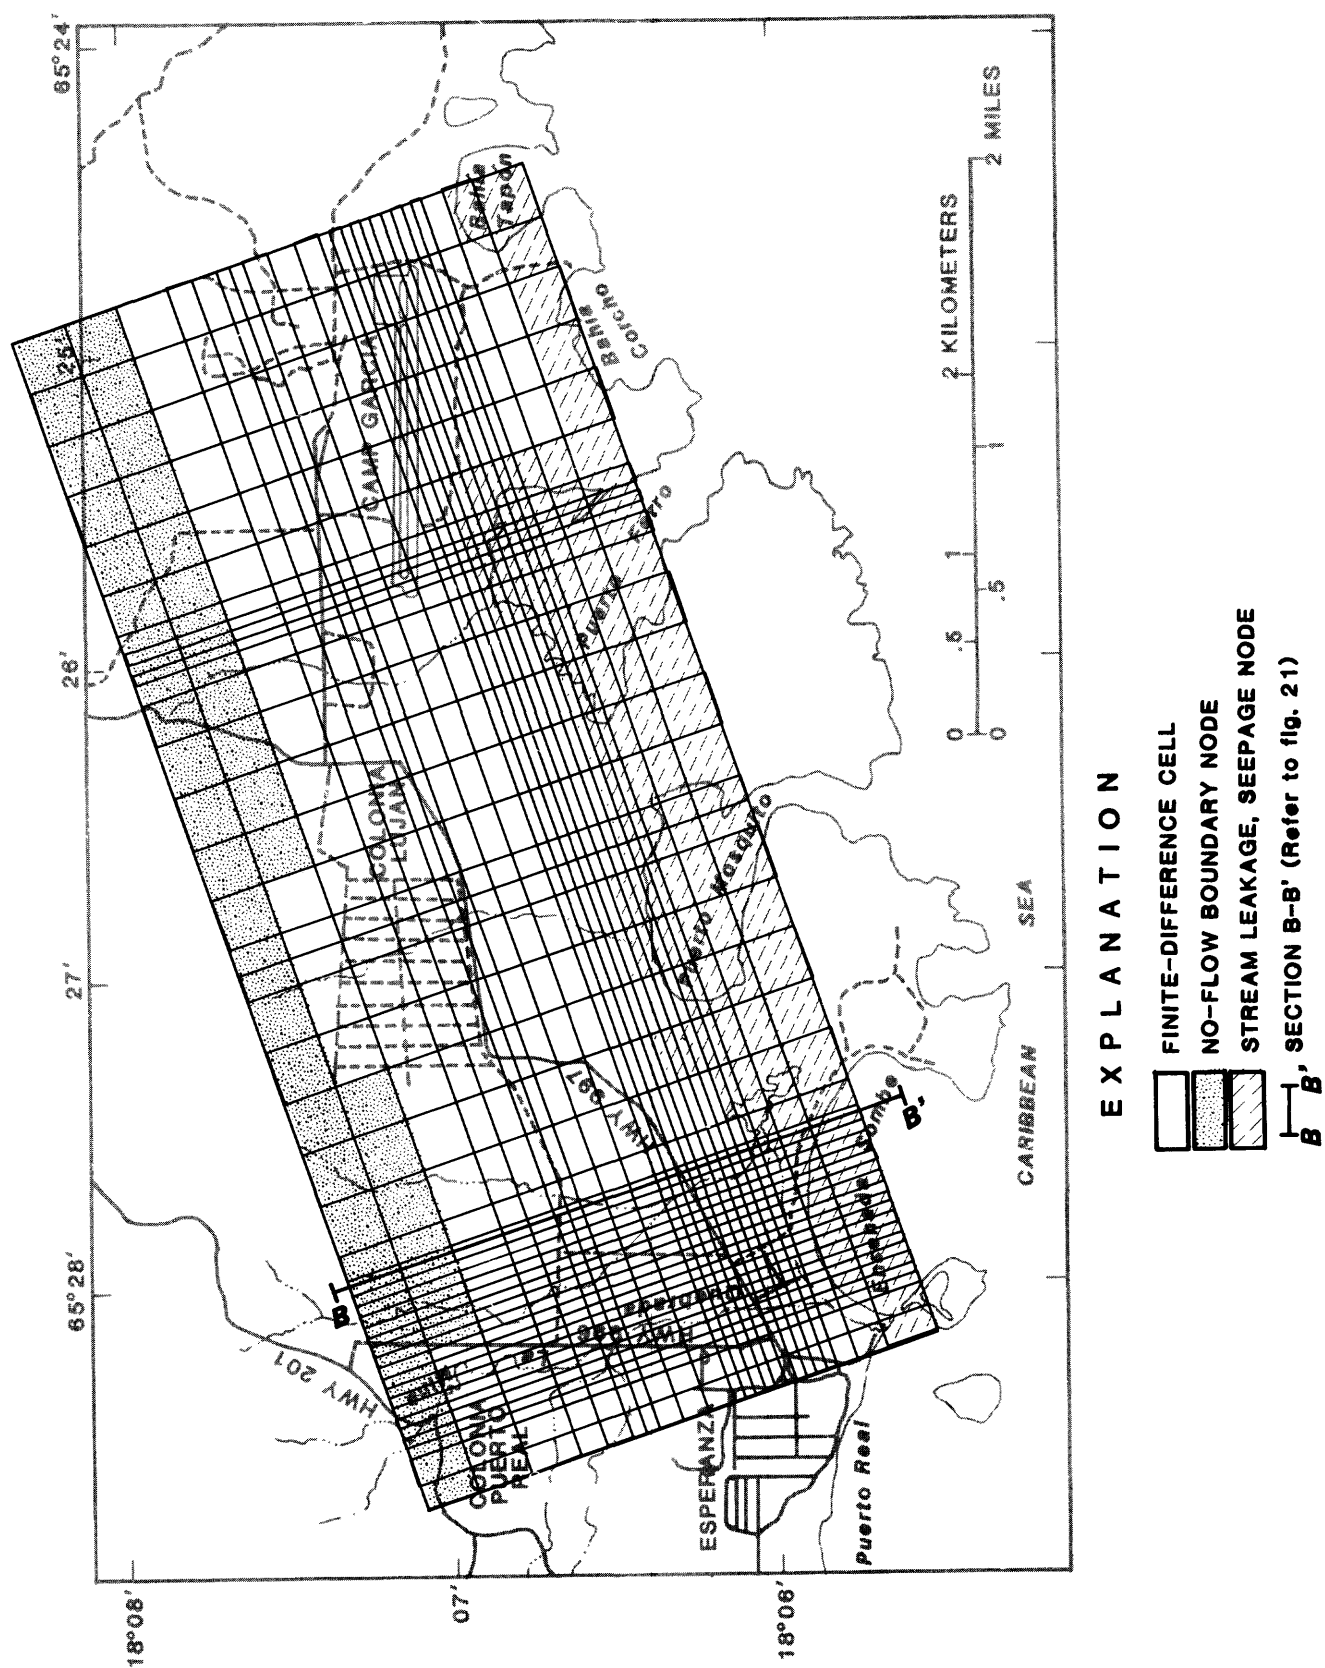 65°28'
27'
26'
25'
65°24'
18°08'
07'
18°06'
HWY 201
B
COLONIA
PUERTO
REAL
HWY 996
Quebrada
HWY 997
COLONIA
LUJAN
CAMP GARCIA
Bahia
Tapon
Bahia
Corcho
Puerto Ferro
Puerto Mosquito
Ensenada Sombe
B'
ESPERANZA
Puerto Real
CARIBBEAN SEA
0 .5 1 2 KILOMETERS
0 .5 1 2 MILES
EXPLANATION
FINITE-DIFFERENCE CELL
NO-FLOW BOUNDARY NODE
STREAM LEAKAGE, SEEPAGE NODE
B B' SECTION B-B' (Refer to fig. 21)